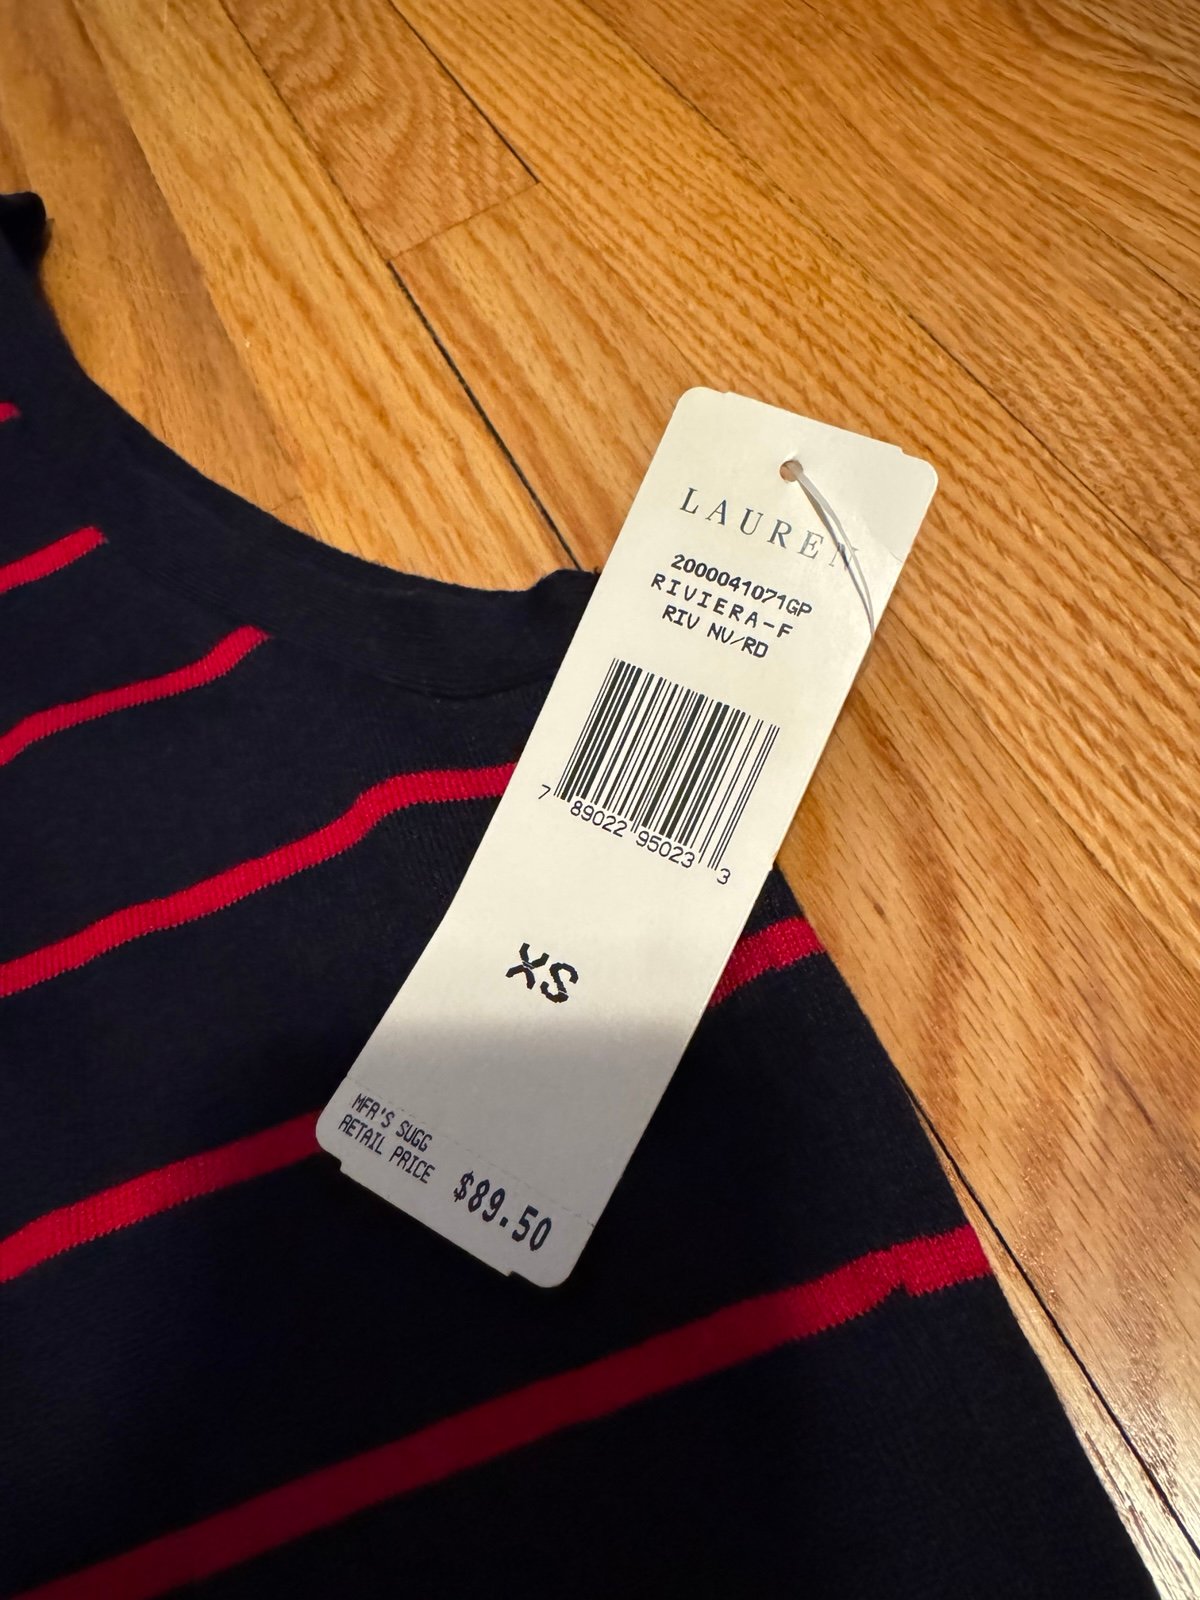 LAUREN
2000041071GP
RIVIERA-F
RIV NV/RD
7 89022 95023 3
XS
MFR'S SUGG
RETAIL PRICE $89.50